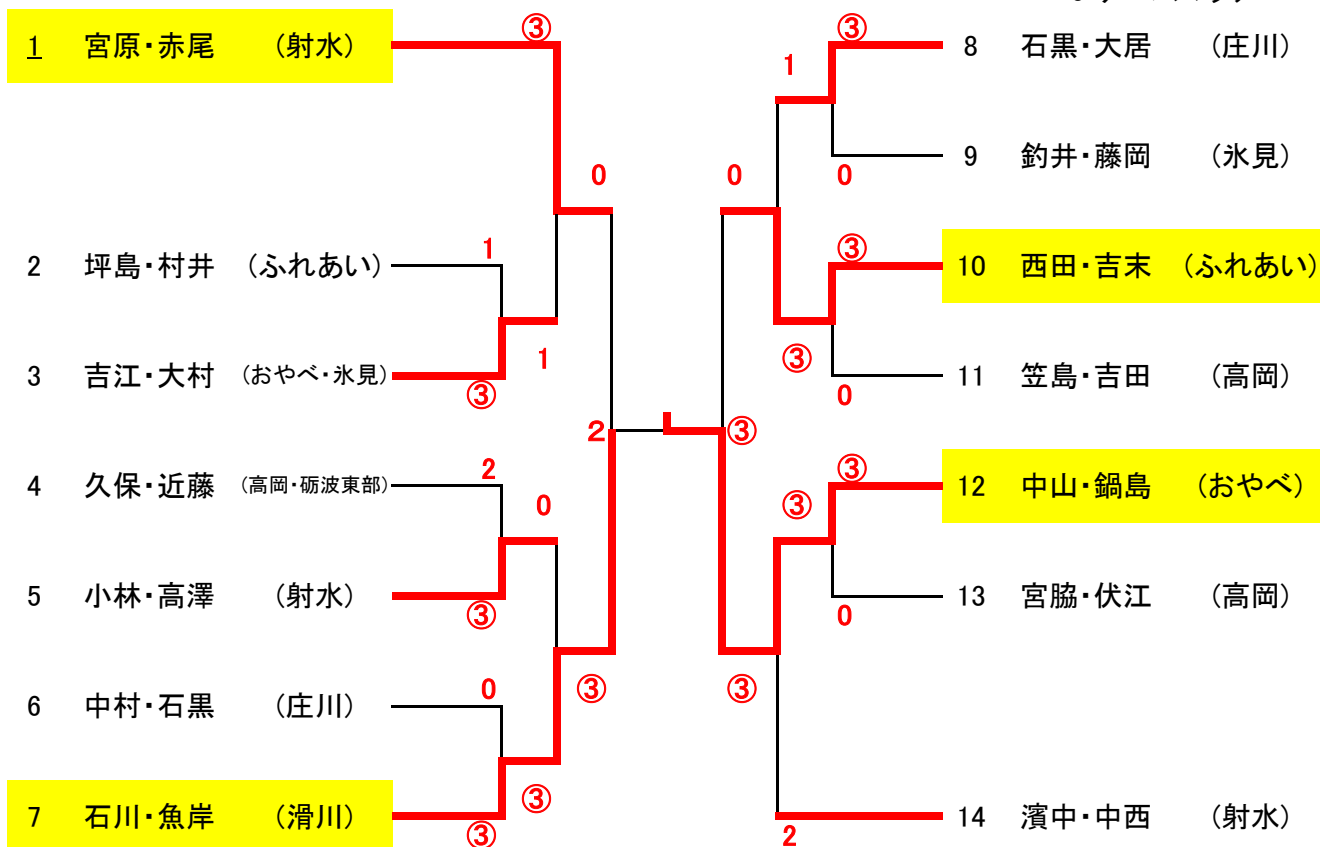 1 宮原・赤尾 (射水)
2 坪島・村井 (ふれあい)
3 吉江・大村 (おやべ・氷見)
4 久保・近藤 (高岡・砺波東部)
5 小林・高澤 (射水)
6 中村・石黒 (庄川)
7 石川・魚岸 (滑川)
③
0
1
1
③
2
2
0
③
③
0
③
③
③
1
0
0
③
③
0
③
③
③
0
③
2
8 石黒・大居 (庄川)
9 釣井・藤岡 (氷見)
10 西田・吉末 (ふれあい)
11 笠島・吉田 (高岡)
12 中山・鍋島 (おやべ)
13 宮脇・伏江 (高岡)
14 濱中・中西 (射水)